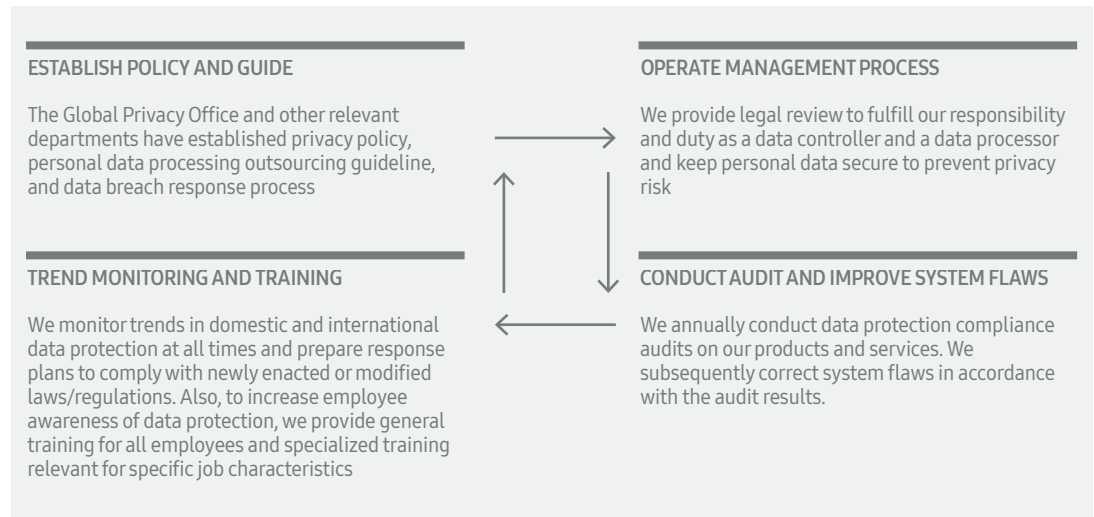 ESTABLISH POLICY AND GUIDE
The Global Privacy Office and other relevant
departments have established privacy policy,
personal data processing outsourcing guideline,
and data breach response process
OPERATE MANAGEMENT PROCESS
We provide legal review to fulfill our responsibility
and duty as a data controller and a data processor
and keep personal data secure to prevent privacy
risk
TREND MONITORING AND TRAINING
We monitor trends in domestic and international
data protection at all times and prepare response
plans to comply with newly enacted or modified
laws/regulations. Also, to increase employee
awareness of data protection, we provide general
training for all employees and specialized training
relevant for specific job characteristics
CONDUCT AUDIT AND IMPROVE SYSTEM FLAWS
We annually conduct data protection compliance
audits on our products and services. We
subsequently correct system flaws in accordance
with the audit results.